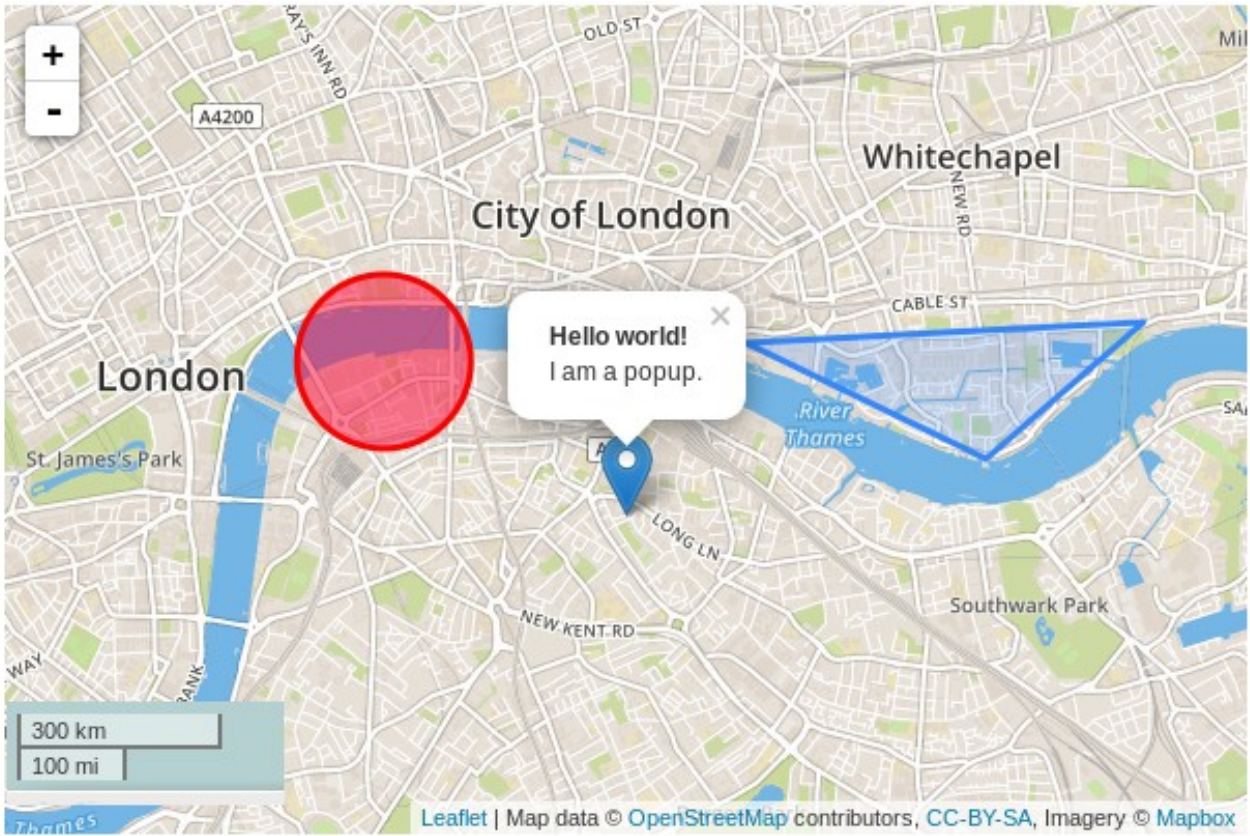 +
-
OLD ST
RAY'S INN RD
A4200
Whitechapel
NEW RD
City of London
CABLE ST
×
Hello world!
I am a popup.
London
River
Thames
St. James's Park
LONG LN
Southwark Park
NEW KENT RD
WAY
300 km
100 mi
Thames
Leaflet | Map data © OpenStreetMap contributors, CC-BY-SA, Imagery © Mapbox